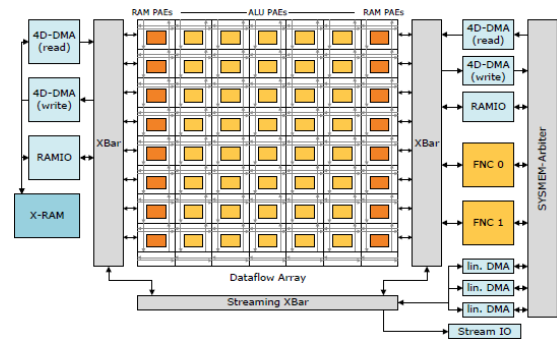 RAM PAEs
ALU PAEs
RAM PAEs
4D-DMA
(read)
4D-DMA
(write)
RAMIO
X-RAM
XBar
XBar
4D-DMA
(read)
4D-DMA
(write)
RAMIO
FNC 0
FNC 1
SYSMEM-Arbiter
Dataflow Array
Streaming XBar
lin. DMA
lin. DMA
lin. DMA
Stream IO